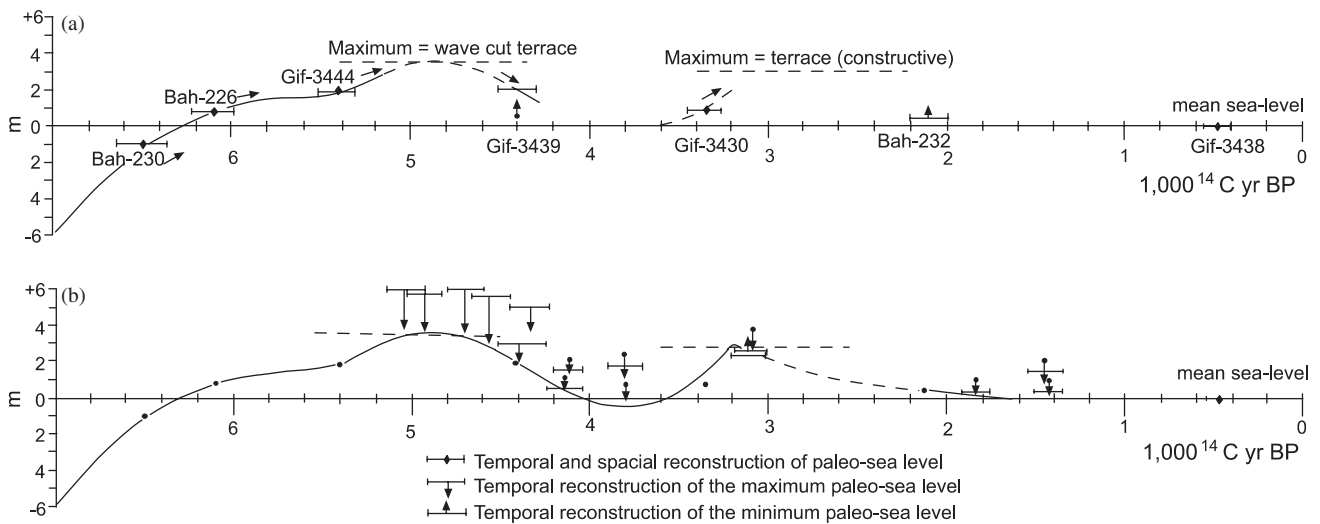 (a)
+6
4
2
0
2
4
-6
m
Maximum = wave cut terrace
Maximum = terrace (constructive)
Gif-3444
Bah-226
Bah-230
Gif-3439
Gif-3430
Bah-232
mean sea-level
Gif-3438
6 5 4 3 2 1 0
1,000 ¹⁴C yr BP
(b)
+6
4
2
0
2
4
-6
m
mean sea-level
6 5 4 3 2 1 0
1,000 ¹⁴C yr BP
Temporal and spacial reconstruction of paleo-sea level
Temporal reconstruction of the maximum paleo-sea level
Temporal reconstruction of the minimum paleo-sea level